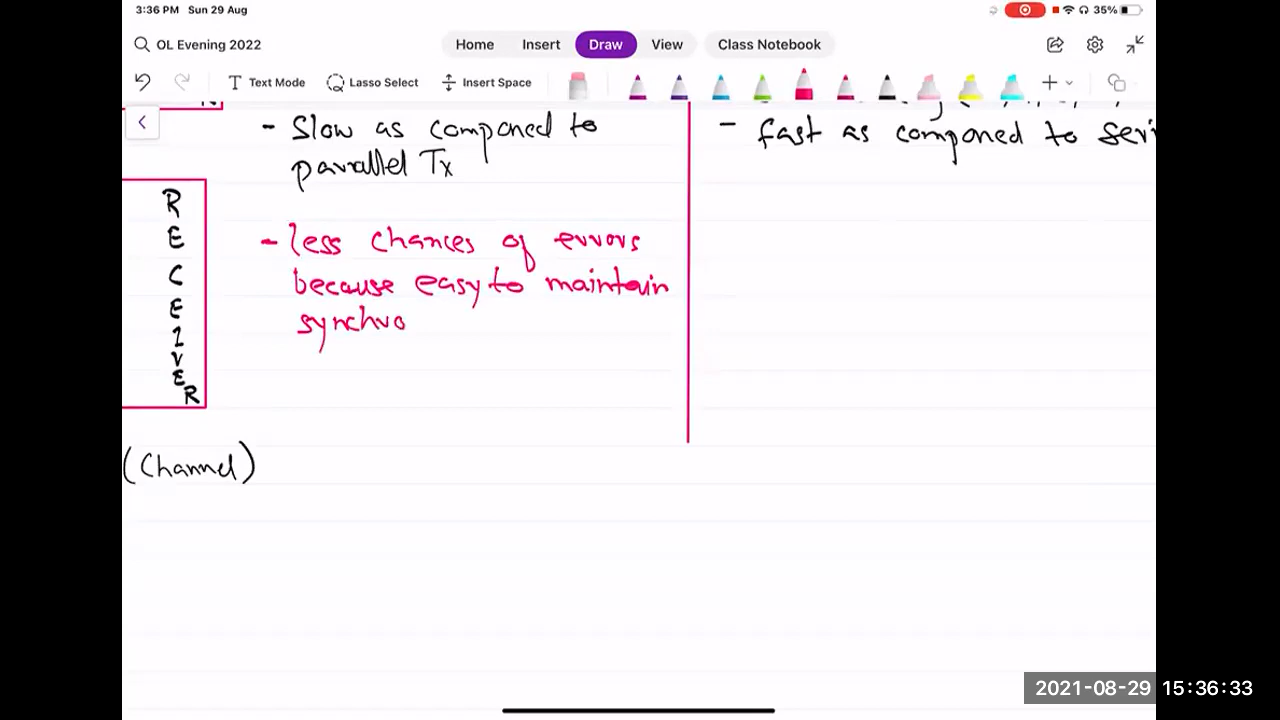 3:36 PM Sun 29 Aug
35%
OL Evening 2022
Home Insert Draw View Class Notebook
Text Mode Lasso Select Insert Space
- Slow as compared to
parallel Tx
- less chances of errors
because easy to maintain
synchro
- fast as compared to seri
R
E
C
E
I
V
E
R
(Channel)
2021-08-29 15:36:33